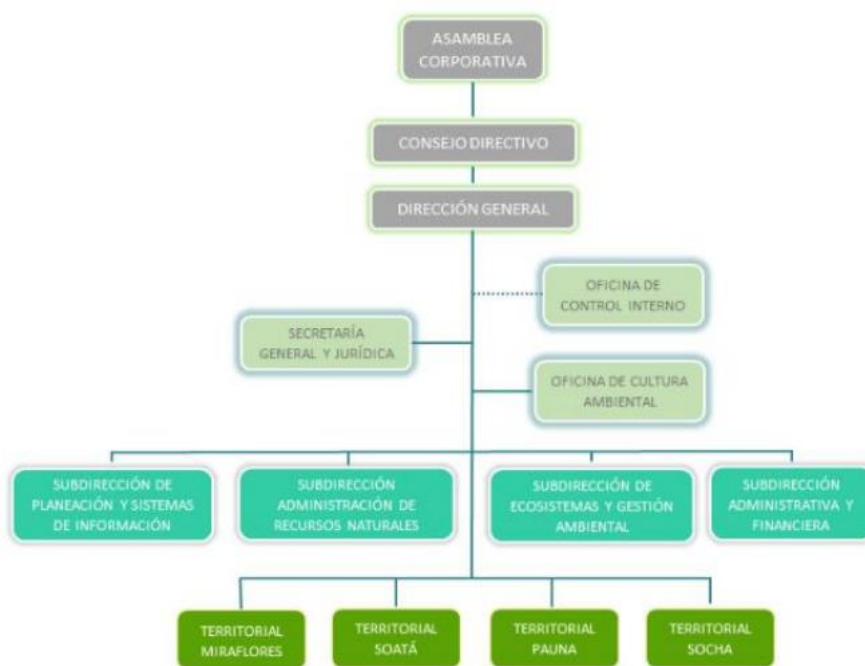 ASAMBLEA
CORPORATIVA
CONSEJO DIRECTIVO
DIRECCIÓN GENERAL
OFICINA DE
CONTROL INTERNO
SECRETARÍA
GENERAL Y JURÍDICA
OFICINA DE CULTURA
AMBIENTAL
SUBDIRECCIÓN DE
PLANEACIÓN Y SISTEMAS
DE INFORMACIÓN
SUBDIRECCIÓN
ADMINISTRACIÓN DE
RECURSOS NATURALES
SUBDIRECCIÓN DE
ECOSISTEMAS Y GESTIÓN
AMBIENTAL
SUBDIRECCIÓN
ADMINISTRATIVA Y
FINANCIERA
TERRITORIAL
MIRAFLORES
TERRITORIAL
SOATÁ
TERRITORIAL
PAUNA
TERRITORIAL
SOCHA